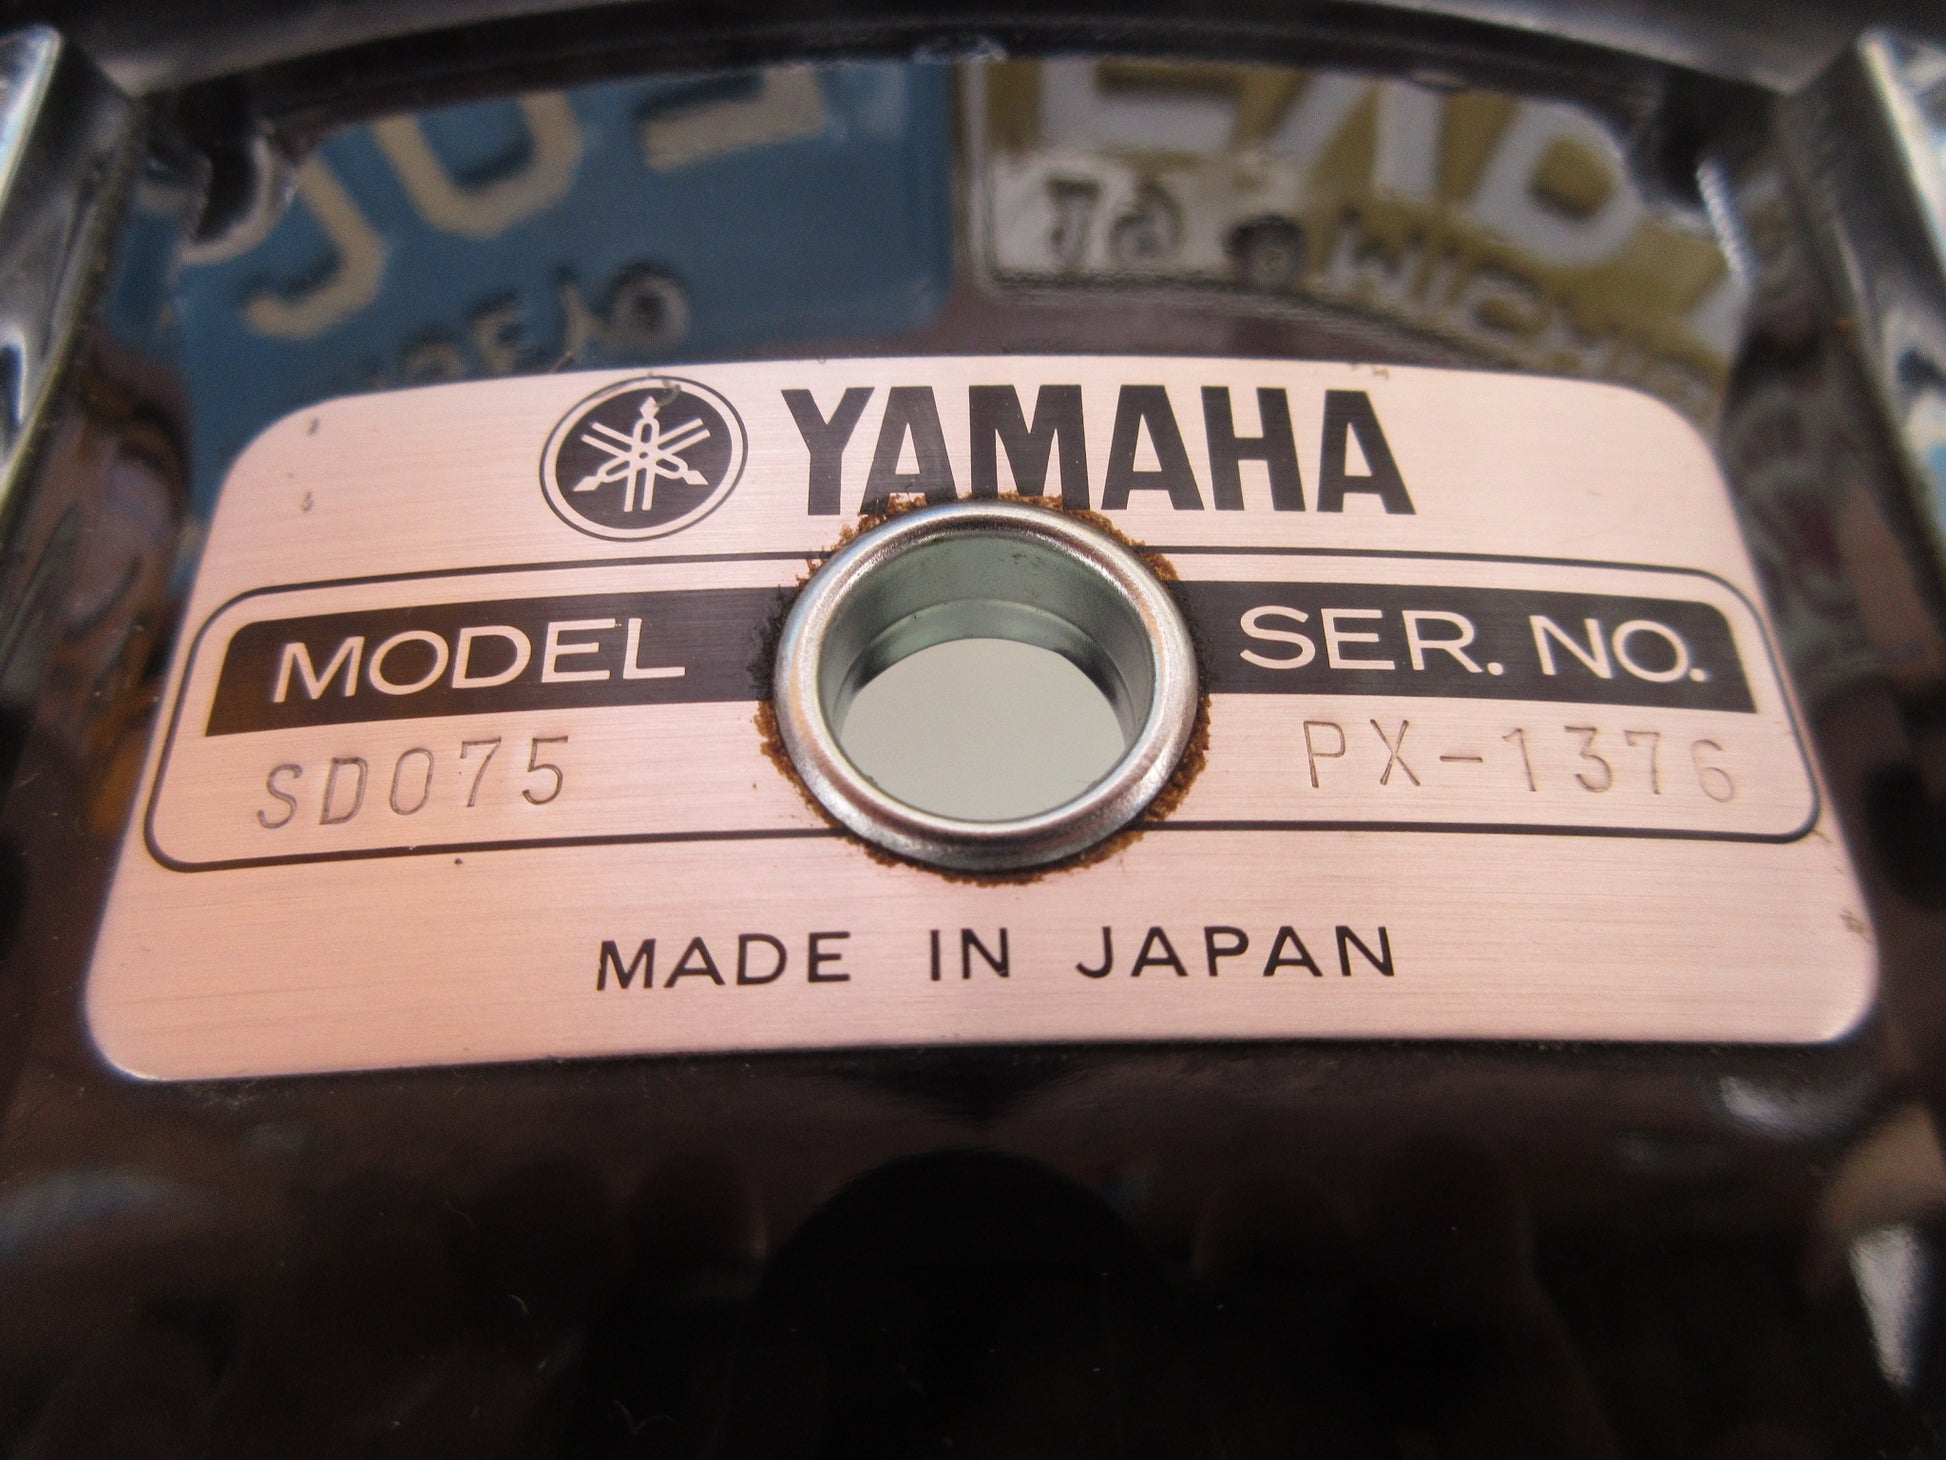 YAMAHA
MODEL SER. NO.
SD075 PX-1376
MADE IN JAPAN